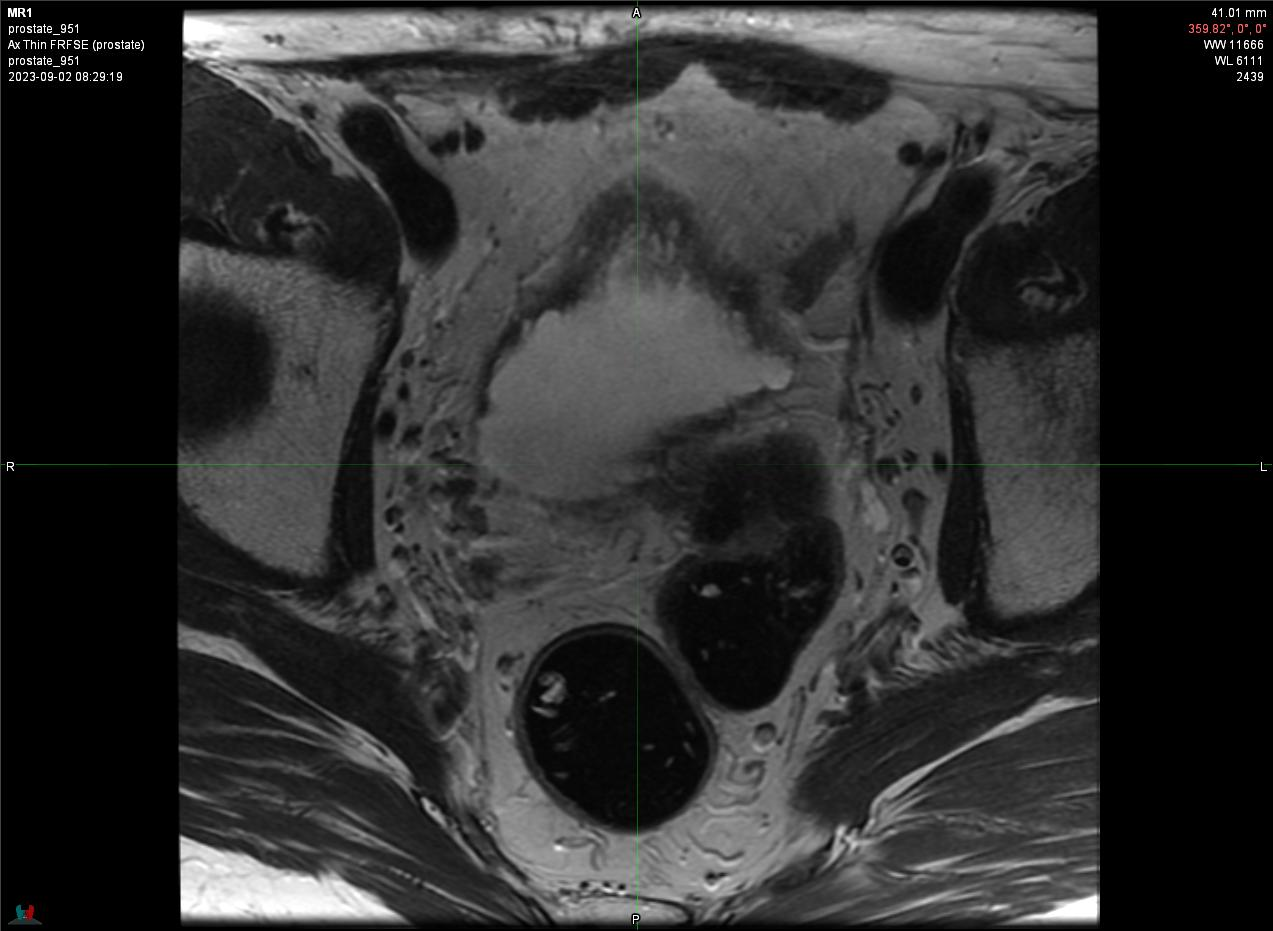 MR1
prostate_951
Ax Thin FRFSE (prostate)
prostate_951
2023-09-02 08:29:19
A
41.01 mm
359.82°, 0°, 0°
WW 11666
WL 6111
2439
R
L
P